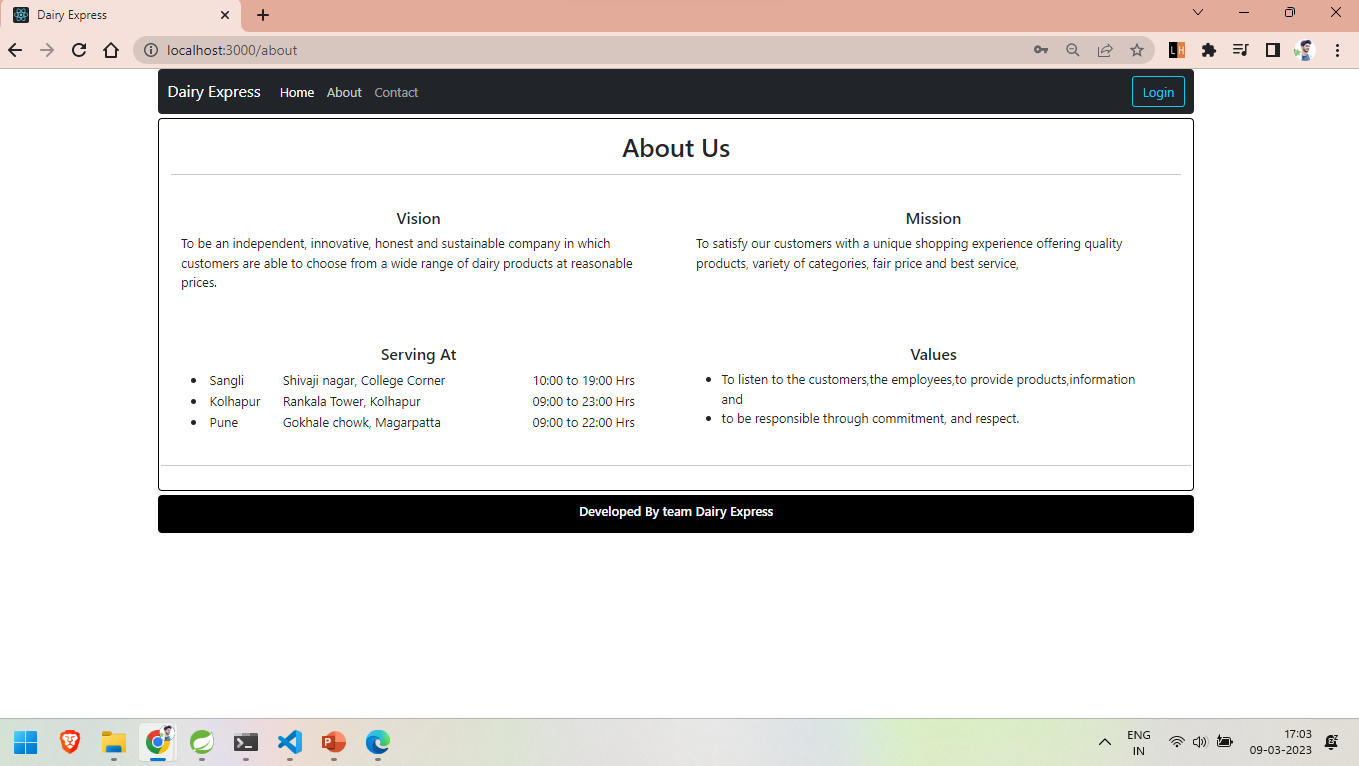 Dairy Express
localhost:3000/about
LH
Dairy Express Home About Contact Login
About Us
Vision
To be an independent, innovative, honest and sustainable company in which
customers are able to choose from a wide range of dairy products at reasonable
prices.
Mission
To satisfy our customers with a unique shopping experience offering quality
products, variety of categories, fair price and best service,
Serving At
Sangli Shivaji nagar, College Corner 10:00 to 19:00 Hrs
Kolhapur Rankala Tower, Kolhapur 09:00 to 23:00 Hrs
Pune Gokhale chowk, Magarpatta 09:00 to 22:00 Hrs
Values
To listen to the customers,the employees,to provide products,information
and
to be responsible through commitment, and respect.
Developed By team Dairy Express
ENG
IN
17:03
09-03-2023